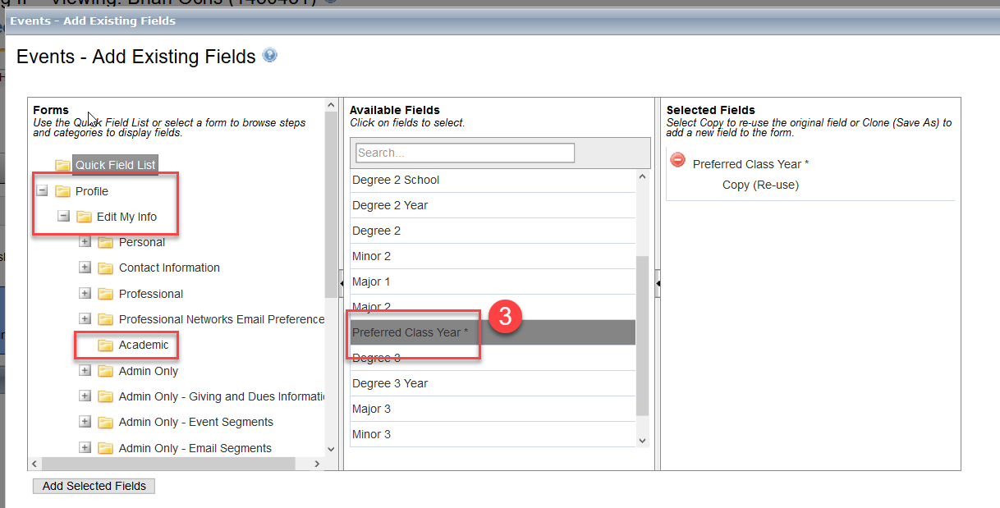 Viewing: Brian Ochs
Events - Add Existing Fields
Events - Add Existing Fields
Forms
Use the Quick Field List or select a form to browse steps
and categories to display fields.
Quick Field List
Profile
Edit My Info
Personal
Contact Information
Professional
Professional Networks Email Preference
Academic
Admin Only
Admin Only - Giving and Dues Informati
Admin Only - Event Segments
Admin Only - Email Segments
Add Selected Fields
Available Fields
Click on fields to select.
Search...
Degree 2 School
Degree 2 Year
Degree 2
Minor 2
Major 1
Major 2
Preferred Class Year *
3
Degree 3
Degree 3 Year
Major 3
Minor 3
Selected Fields
Select Copy to re-use the original field or Clone (Save As) to
add a new field to the form.
Preferred Class Year *
Copy (Re-use)